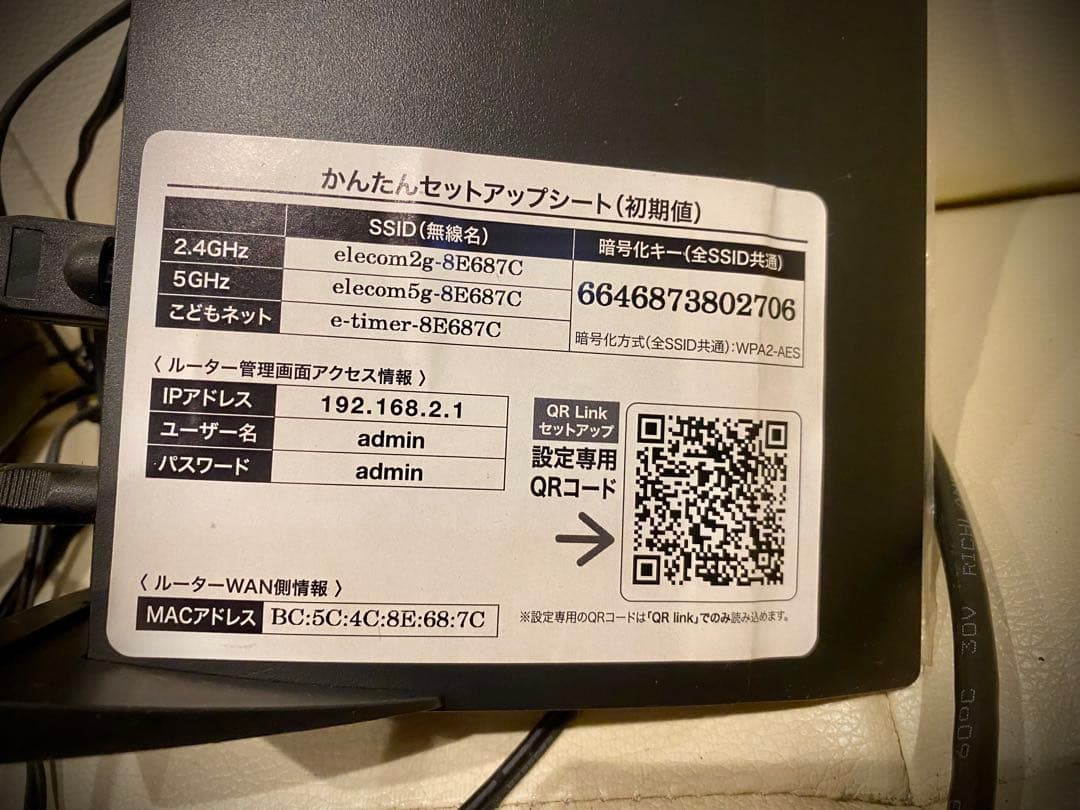 かんたんセットアップシート(初期値)
SSID(無線名)
暗号化キー(全SSID共通)
2.4GHz
elecom2g-8E687C
5GHz
elecom5g-8E687C
6646873802706
こどもネット
e-timer-8E687C
暗号化方式(全SSID共通):WPA2-AES
〈 ルーター管理画面アクセス情報 〉
IPアドレス
192.168.2.1
ユーザー名
admin
パスワード
admin
QR Link
セットアップ
設定専用
QRコード
〈 ルーターWAN側情報 〉
MACアドレス
BC:5C:4C:8E:68:7C
※設定専用のQRコードは「QR link」でのみ読み込めます。
60°C 30V RICH